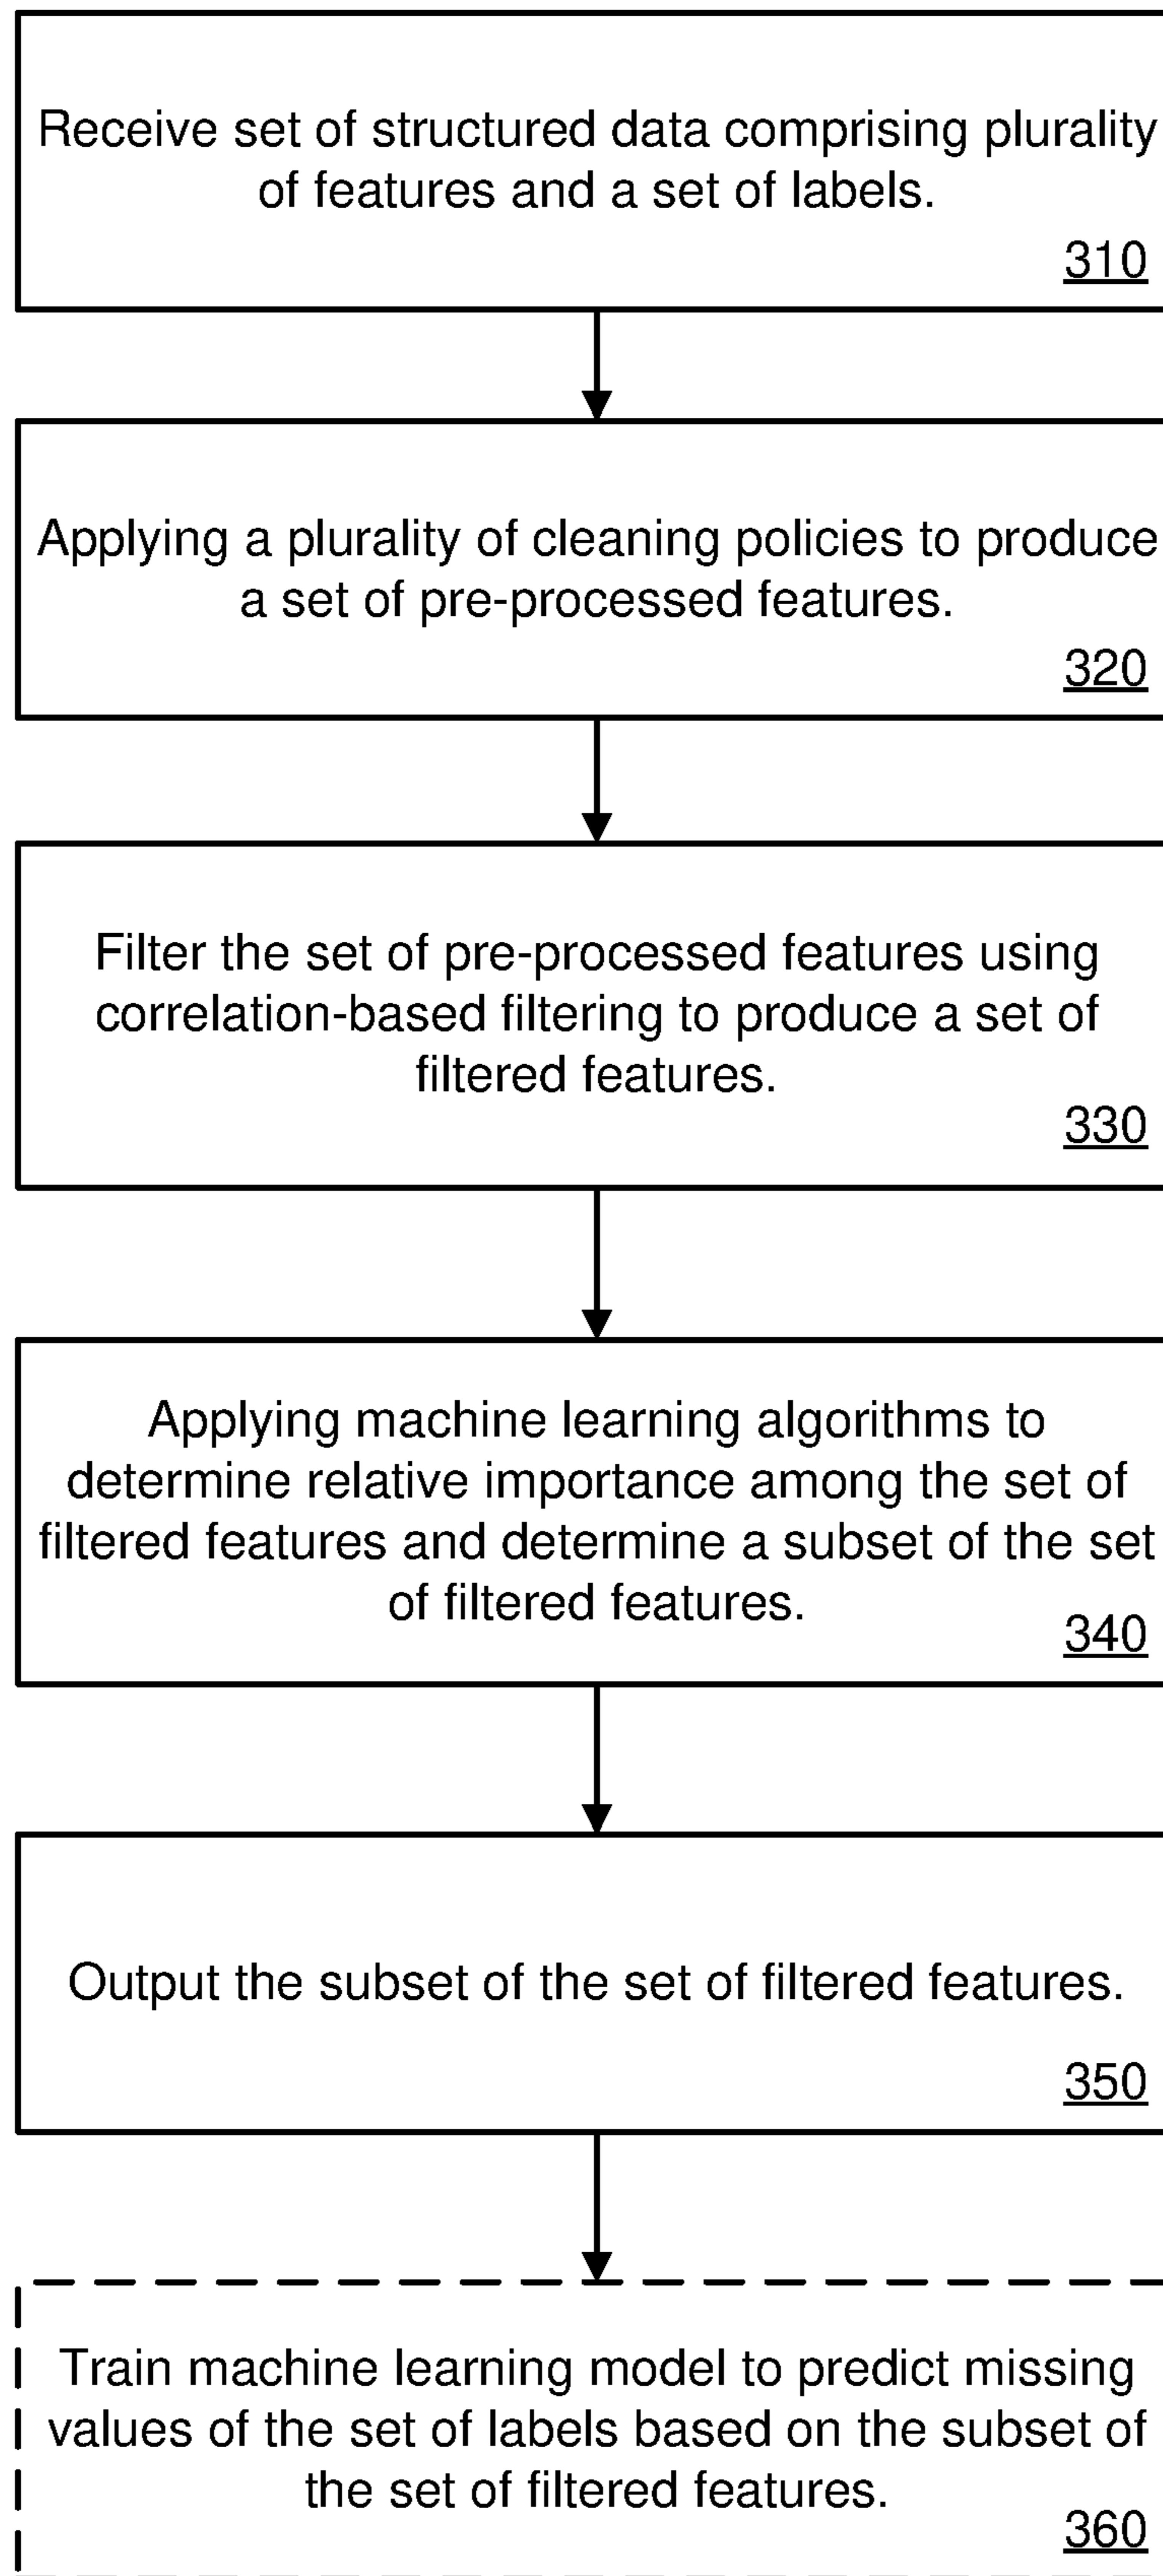 Receive set of structured data comprising plurality
of features and a set of labels.
310
Applying a plurality of cleaning policies to produce
a set of pre-processed features.
320
Filter the set of pre-processed features using
correlation-based filtering to produce a set of
filtered features.
330
Applying machine learning algorithms to
determine relative importance among the set of
filtered features and determine a subset of the set
of filtered features.
340
Output the subset of the set of filtered features.
350
Train machine learning model to predict missing
values of the set of labels based on the subset of
the set of filtered features.
360